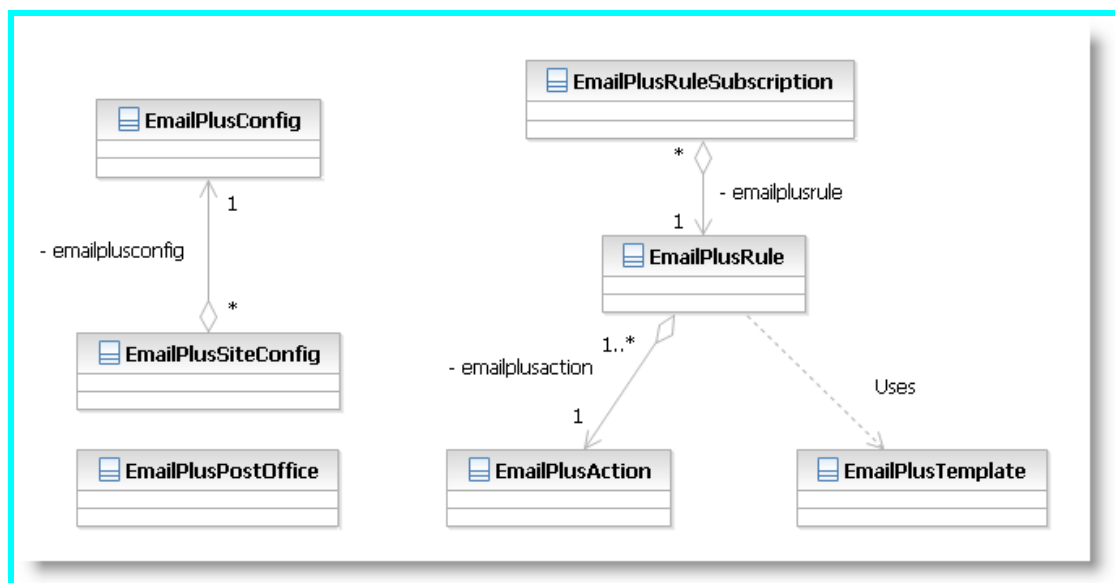 EmailPlusRuleSubscription
EmailPlusConfig
*
- emailplusrule
1
1
- emailplusconfig
EmailPlusRule
*
1..*
EmailPlusSiteConfig
- emailplusaction
Uses
1
EmailPlusPostOffice
EmailPlusAction
EmailPlusTemplate